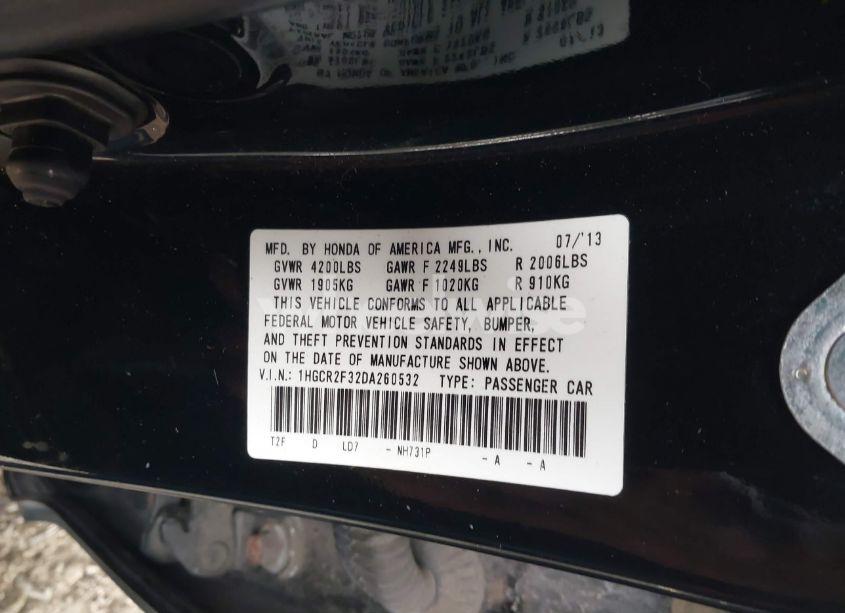 MFD. BY HONDA OF AMERICA MFG., INC. 07/'13
GVWR 4200LBS GAWR F 2249LBS R 2006LBS
GVWR 1905KG GAWR F 1020KG R 910KG
THIS VEHICLE CONFORMS TO ALL APPLICABLE
FEDERAL MOTOR VEHICLE SAFETY, BUMPER,
AND THEFT PREVENTION STANDARDS IN EFFECT
ON THE DATE OF MANUFACTURE SHOWN ABOVE.
V.I.N.: 1HGCR2F32DA260532 TYPE: PASSENGER CAR
T2F D LD7 - NH731P - A - A